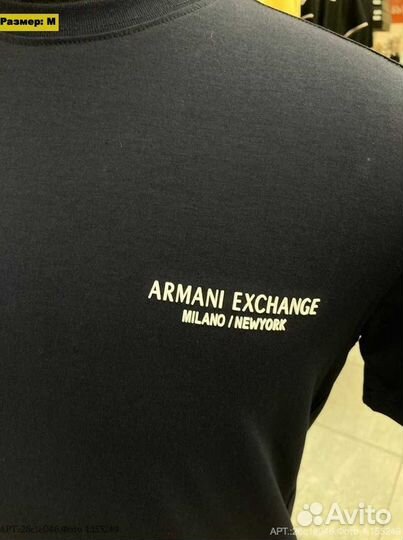 Размер: M
ARMANI EXCHANGE
MILANO / NEWYORK
Avito